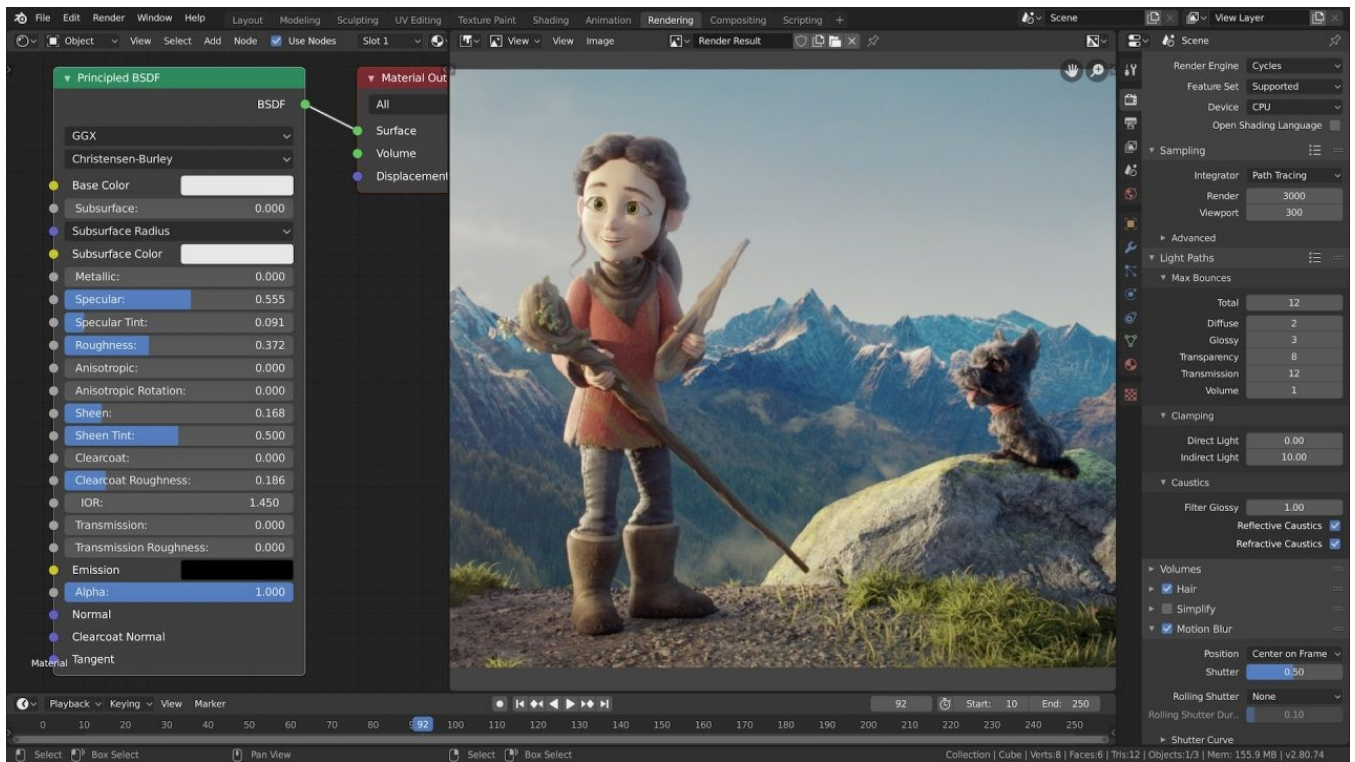 File Edit Render Window Help Layout Modeling Sculpting UV Editing Texture Paint Shading Animation Rendering Compositing Scripting + Scene View Layer
Object View Select Add Node Use Nodes Slot 1 View View Image Render Result Scene
Principled BSDF
BSDF
GGX
Christensen-Burley
Base Color
Subsurface: 0.000
Subsurface Radius
Subsurface Color
Metallic: 0.000
Specular: 0.555
Specular Tint: 0.091
Roughness: 0.372
Anisotropic: 0.000
Anisotropic Rotation: 0.000
Sheen: 0.168
Sheen Tint: 0.500
Clearcoat: 0.000
Clearcoat Roughness: 0.186
IOR: 1.450
Transmission: 0.000
Transmission Roughness: 0.000
Emission
Alpha: 1.000
Normal
Clearcoat Normal
Tangent
Material
Material Out
All
Surface
Volume
Displacement
Render Engine Cycles
Feature Set Supported
Device CPU
Open Shading Language
Sampling
Integrator Path Tracing
Render 3000
Viewport 300
Advanced
Light Paths
Max Bounces
Total 12
Diffuse 2
Glossy 3
Transparency 8
Transmission 12
Volume 1
Clamping
Direct Light 0.00
Indirect Light 10.00
Caustics
Filter Glossy 1.00
Reflective Caustics
Refractive Caustics
Volumes
Hair
Simplify
Motion Blur
Position Center on Frame
Shutter 0.50
Rolling Shutter None
Rolling Shutter Dur.. 0.10
Shutter Curve
Playback Keying View Marker 92 Start: 10 End: 250
0 10 20 30 40 50 60 70 80 92 100 110 120 130 140 150 160 170 180 190 200 210 220 230 240 250
Select Box Select Pan View Select Box Select Collection | Cube | Verts:8 | Faces:6 | Tris:12 | Objects:1/3 | Mem: 155.9 MB | v2.80.74